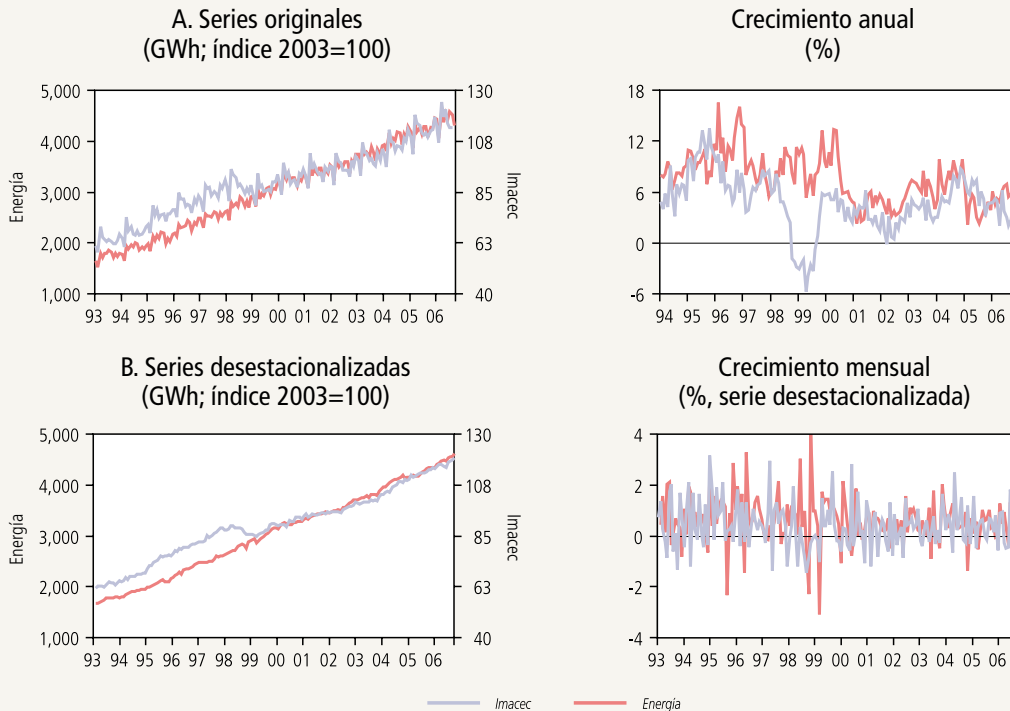 A. Series originales
(GWh; índice 2003=100)
5,000
4,000
3,000
2,000
1,000
Energía
130
108
85
63
40
Imacec
93 94 95 96 97 98 99 00 01 02 03 04 05 06
Crecimiento anual
(%)
18
12
6
0
-6
94 95 96 97 98 99 00 01 02 03 04 05 06
B. Series desestacionalizadas
(GWh; índice 2003=100)
5,000
4,000
3,000
2,000
1,000
Energía
130
108
85
63
40
Imacec
93 94 95 96 97 98 99 00 01 02 03 04 05 06
Crecimiento mensual
(%, serie desestacionalizada)
4
2
0
-2
-4
93 94 95 96 97 98 99 00 01 02 03 04 05 06
Imacec Energía